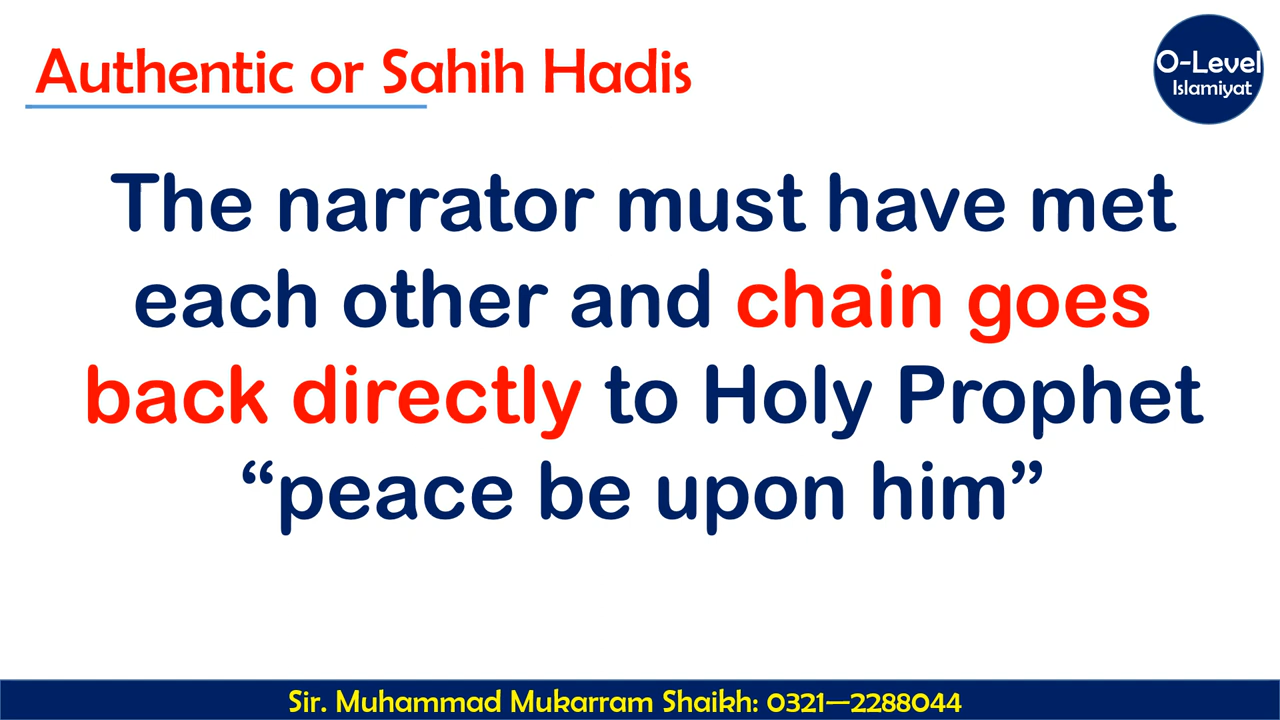 Authentic or Sahih Hadis
O-Level
Islamiyat
The narrator must have met
each other and chain goes
back directly to Holy Prophet
“peace be upon him”
Sir. Muhammad Mukarram Shaikh: 0321—2288044